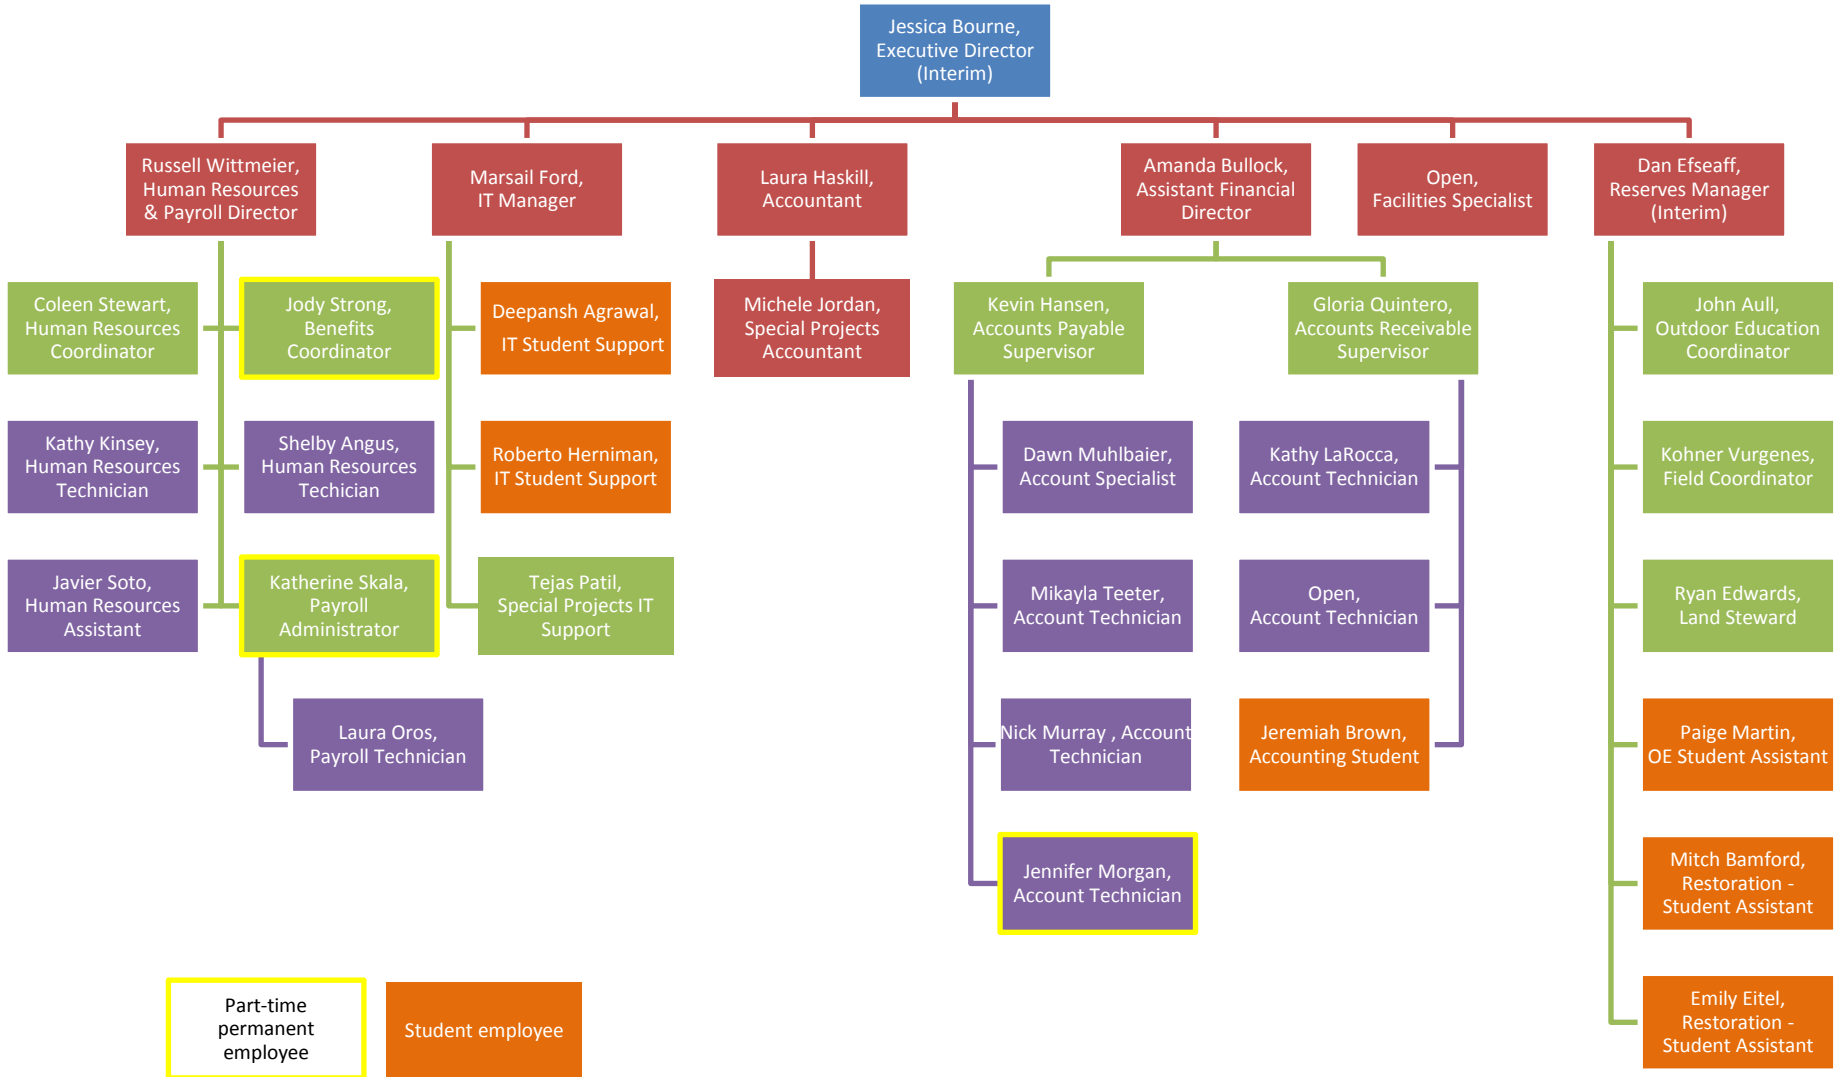 Jessica Bourne,
Executive Director
(Interim)
Russell Wittmeier,
Human Resources
& Payroll Director
Marsail Ford,
IT Manager
Laura Haskill,
Accountant
Amanda Bullock,
Assistant Financial
Director
Open,
Facilities Specialist
Dan Efseaff,
Reserves Manager
(Interim)
Coleen Stewart,
Human Resources
Coordinator
Jody Strong,
Benefits
Coordinator
Deepansh Agrawal,
IT Student Support
Michele Jordan,
Special Projects
Accountant
Kevin Hansen,
Accounts Payable
Supervisor
Gloria Quintero,
Accounts Receivable
Supervisor
John Aull,
Outdoor Education
Coordinator
Kathy Kinsey,
Human Resources
Technician
Shelby Angus,
Human Resources
Techician
Roberto Herniman,
IT Student Support
Dawn Muhlbaier,
Account Specialist
Kathy LaRocca,
Account Technician
Kohner Vurgenes,
Field Coordinator
Javier Soto,
Human Resources
Assistant
Katherine Skala,
Payroll
Administrator
Tejas Patil,
Special Projects IT
Support
Mikayla Teeter,
Account Technician
Open,
Account Technician
Ryan Edwards,
Land Steward
Laura Oros,
Payroll Technician
Nick Murray , Account
Technician
Jeremiah Brown,
Accounting Student
Paige Martin,
OE Student Assistant
Jennifer Morgan,
Account Technician
Mitch Bamford,
Restoration -
Student Assistant
Part-time
permanent
employee
Student employee
Emily Eitel,
Restoration -
Student Assistant